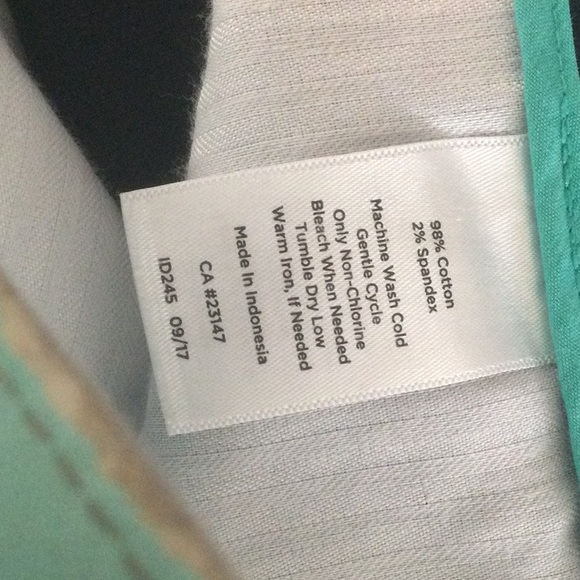 98% Cotton
2% Spandex
Machine Wash Cold
Gentle Cycle
Only Non-Chlorine
Bleach When Needed
Tumble Dry Low
Warm Iron, If Needed
Made In Indonesia
CA #23147
ID245 09/17